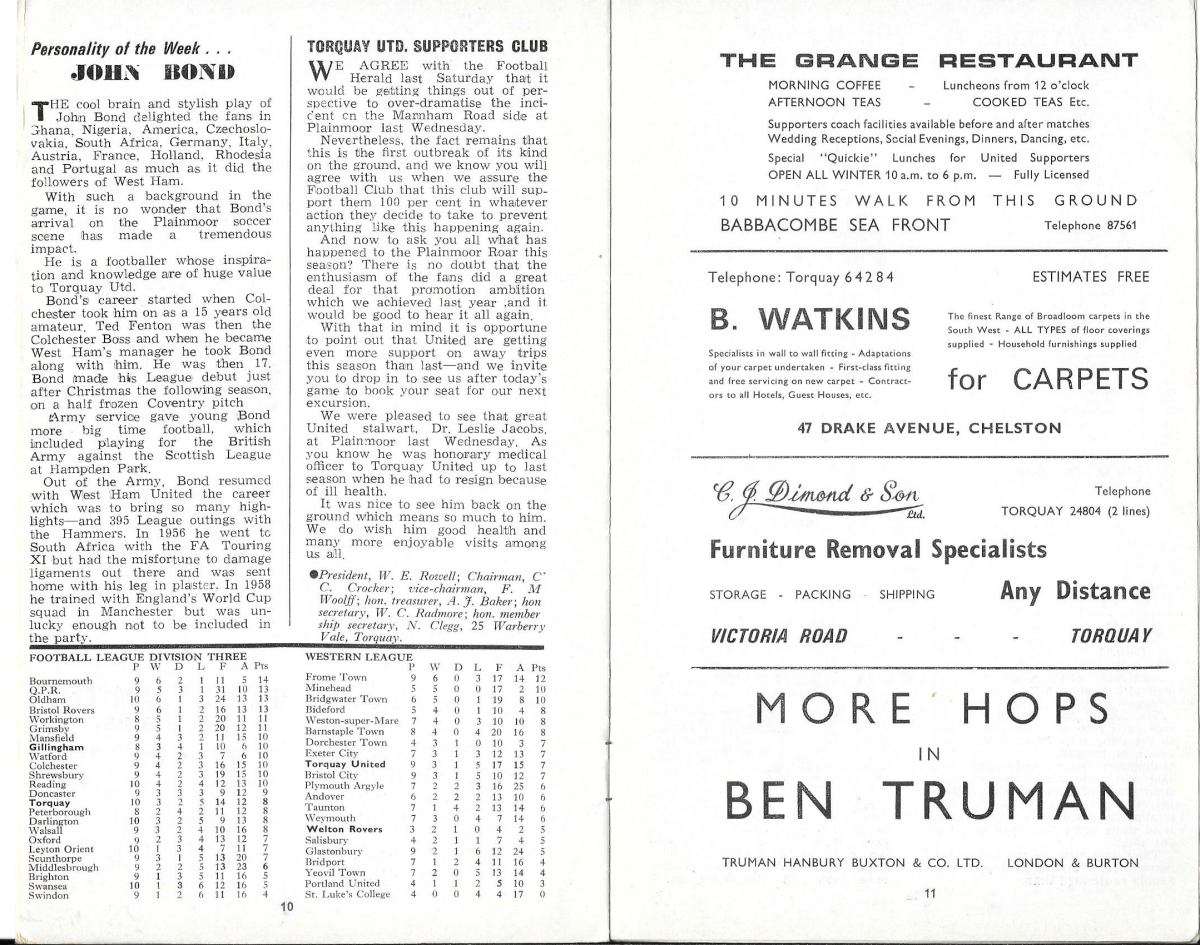 Personality of the Week . . .
JOHN BOND
THE cool brain and stylish play of
John Bond delighted the fans in
Ghana, Nigeria, America, Czechoslo-
vakia, South Africa, Germany, Italy,
Austria, France, Holland, Rhodesia
and Portugal as much as it did the
followers of West Ham.
With such a background in the
game, it is no wonder that Bond's
arrival on the Plainmoor soccer
scene has made a tremendous
impact.
He is a footballer whose inspira-
tion and knowledge are of huge value
to Torquay Utd.
Bond's career started when Col-
chester took him on as a 15 years old
amateur. Ted Fenton was then the
Colchester Boss and when he became
West Ham's manager he took Bond
along with him. He was then 17.
Bond made his League debut just
after Christmas the following season,
on a half frozen Coventry pitch
Army service gave young Bond
more big time football, which
included playing for the British
Army against the Scottish League
at Hampden Park.
Out of the Army, Bond resumed
with West Ham United the career
which was to bring so many high-
lights—and 395 League outings with
the Hammers. In 1956 he went to
South Africa with the FA Touring
XI but had the misfortune to damage
ligaments out there and was sent
home with his leg in plaster. In 1958
he trained with England's World Cup
squad in Manchester but was un-
lucky enough not to be included in
the party.
TORQUAY UTD. SUPPORTERS CLUB
WE AGREE with the Football
Herald last Saturday that it
would be getting things out of per-
spective to over-dramatise the inci-
dent on the Marnham Road side at
Plainmoor last Wednesday.
Nevertheless, the fact remains that
this is the first outbreak of its kind
on the ground, and we know you will
agree with us when we assure the
Football Club that this club will sup-
port them 100 per cent in whatever
action they decide to take to prevent
anything like this happening again.
And now to ask you all what has
happened to the Plainmoor Roar this
season? There is no doubt that the
enthusiasm of the fans did a great
deal for that promotion ambition
which we achieved last year ,and it
would be good to hear it all again.
With that in mind it is opportune
to point out that United are getting
even more support on away trips
this season than last—and we invite
you to drop in to see us after today's
game to book your seat for our next
excursion.
We were pleased to see that great
United stalwart, Dr. Leslie Jacobs,
at Plainmoor last Wednesday. As
you know he was honorary medical
officer to Torquay United up to last
season when he had to resign because
of ill health.
It was nice to see him back on the
ground which means so much to him.
We do wish him good health and
many more enjoyable visits among
us all.
●President, W. E. Rowell; Chairman, C
C. Crocker; vice-chairman, F. M
Woolff; hon. treasurer, A. J. Baker; hon
secretary, W. C. Radmore; hon. member
ship secretary, N. Clegg, 25 Warberry
Vale, Torquay.
FOOTBALL LEAGUE DIVISION THREE
P W D L F A Pts
Bournemouth 9 6 2 1 11 5 14
Q.P.R. 9 5 3 1 31 10 13
Oldham 10 6 1 3 24 13 13
Bristol Rovers 9 6 1 2 16 13 13
Workington 8 5 1 2 20 11 11
Grimsby 9 5 1 2 20 12 11
Mansfield 9 4 3 2 11 15 10
Gillingham 8 3 4 1 10 6 10
Watford 9 4 2 3 7 6 10
Colchester 9 4 2 3 16 15 10
Shrewsbury 9 4 2 3 19 15 10
Reading 10 4 2 4 12 13 10
Doncaster 9 3 3 3 9 12 9
Torquay 10 3 2 5 14 12 8
Peterborough 8 2 4 2 11 12 8
Darlington 10 3 2 5 9 13 8
Walsall 9 3 2 4 10 16 8
Oxford 9 2 3 4 13 12 7
Leyton Orient 10 1 3 4 7 11 7
Scunthorpe 9 3 1 5 13 20 7
Middlesbrough 9 2 2 5 13 23 6
Brighton 9 1 3 5 11 16 5
Swansea 10 1 3 6 12 16 5
Swindon 9 1 2 6 11 16 4
WESTERN LEAGUE
P W D L F A Pts
Frome Town 9 6 0 3 17 14 12
Minehead 5 5 0 0 17 2 10
Bridgwater Town 6 5 0 1 19 8 10
Bideford 5 4 0 1 10 4 8
Weston-super-Mare 7 4 0 3 10 10 8
Barnstaple Town 8 4 0 4 20 16 8
Dorchester Town 4 3 1 0 10 3 7
Exeter City 7 3 1 3 12 13 7
Torquay United 9 3 1 5 17 15 7
Bristol City 9 3 1 5 10 12 7
Plymouth Argyle 7 2 2 3 16 25 6
Andover 6 2 2 2 13 10 6
Taunton 7 1 4 2 13 14 6
Weymouth 7 3 0 4 7 14 6
Welton Rovers 3 2 1 0 4 2 5
Salisbury 4 2 1 1 7 4 5
Glastonbury 9 2 1 6 12 24 5
Bridport 7 1 2 4 11 16 4
Yeovil Town 7 2 0 5 13 14 4
Portland United 4 1 1 2 5 10 3
St. Luke's College 4 0 0 4 4 17 0
10
THE GRANGE RESTAURANT
MORNING COFFEE - Luncheons from 12 o'clock
AFTERNOON TEAS - COOKED TEAS Etc.
Supporters coach facilities available before and after matches
Wedding Receptions, Social Evenings, Dinners, Dancing, etc.
Special "Quickie" Lunches for United Supporters
OPEN ALL WINTER 10 a.m. to 6 p.m. — Fully Licensed
10 MINUTES WALK FROM THIS GROUND
BABBACOMBE SEA FRONT Telephone 87561
Telephone: Torquay 64284 ESTIMATES FREE
B. WATKINS
Specialists in wall to wall fitting - Adaptations
of your carpet undertaken - First-class fitting
and free servicing on new carpet - Contract-
ors to all Hotels, Guest Houses, etc.
The finest Range of Broadloom carpets in the
South West - ALL TYPES of floor coverings
supplied - Household furnishings supplied
for CARPETS
47 DRAKE AVENUE, CHELSTON
C. J. Dimond & Son
Ltd.
Telephone
TORQUAY 24804 (2 lines)
Furniture Removal Specialists
STORAGE - PACKING - SHIPPING Any Distance
VICTORIA ROAD - - - TORQUAY
MORE HOPS
IN
BEN TRUMAN
TRUMAN HANBURY BUXTON & CO. LTD. LONDON & BURTON
11